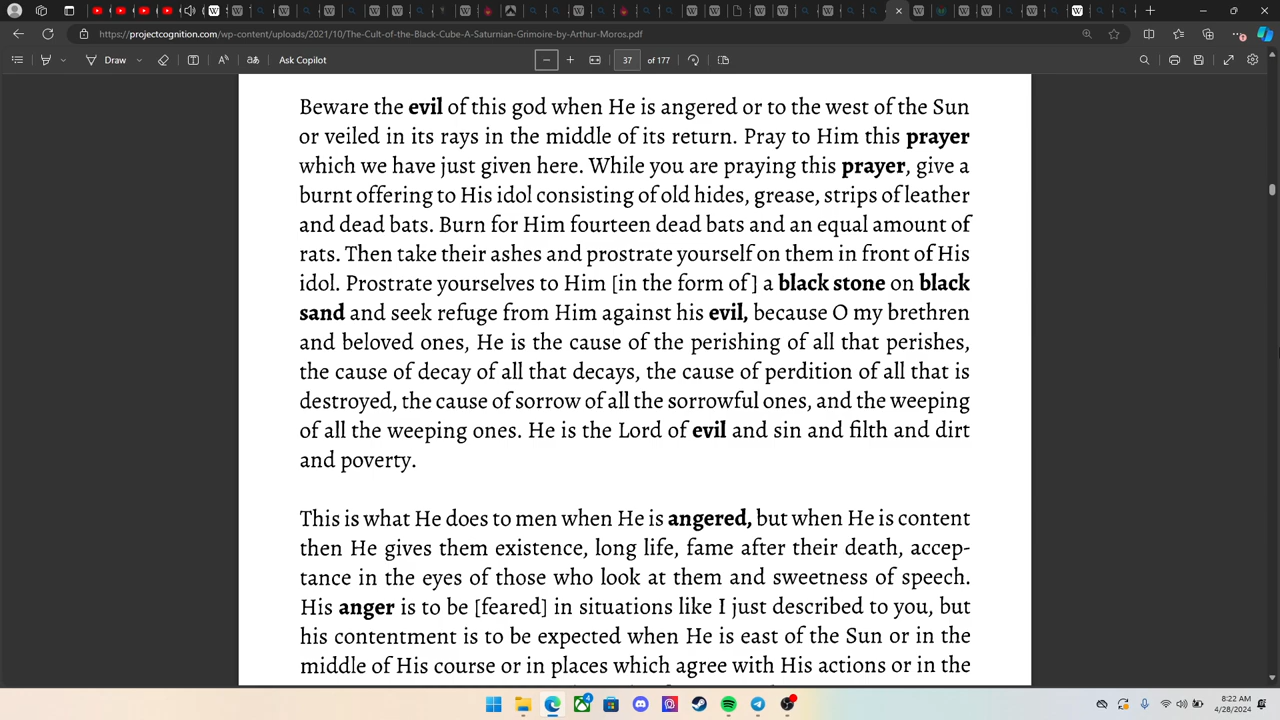 https://projectcognition.com/wp-content/uploads/2021/10/The-Cult-of-the-Black-Cube-A-Saturnian-Grimoire-by-Arthur-Moros.pdf
Draw
Ask Copilot
37 of 177
Beware the evil of this god when He is angered or to the west of the Sun
or veiled in its rays in the middle of its return. Pray to Him this prayer
which we have just given here. While you are praying this prayer, give a
burnt offering to His idol consisting of old hides, grease, strips of leather
and dead bats. Burn for Him fourteen dead bats and an equal amount of
rats. Then take their ashes and prostrate yourself on them in front of His
idol. Prostrate yourselves to Him [in the form of] a black stone on black
sand and seek refuge from Him against his evil, because O my brethren
and beloved ones, He is the cause of the perishing of all that perishes,
the cause of decay of all that decays, the cause of perdition of all that is
destroyed, the cause of sorrow of all the sorrowful ones, and the weeping
of all the weeping ones. He is the Lord of evil and sin and filth and dirt
and poverty.
This is what He does to men when He is angered, but when He is content
then He gives them existence, long life, fame after their death, accep-
tance in the eyes of those who look at them and sweetness of speech.
His anger is to be [feared] in situations like I just described to you, but
his contentment is to be expected when He is east of the Sun or in the
middle of His course or in places which agree with His actions or in the
4
8:22 AM
4/28/2024